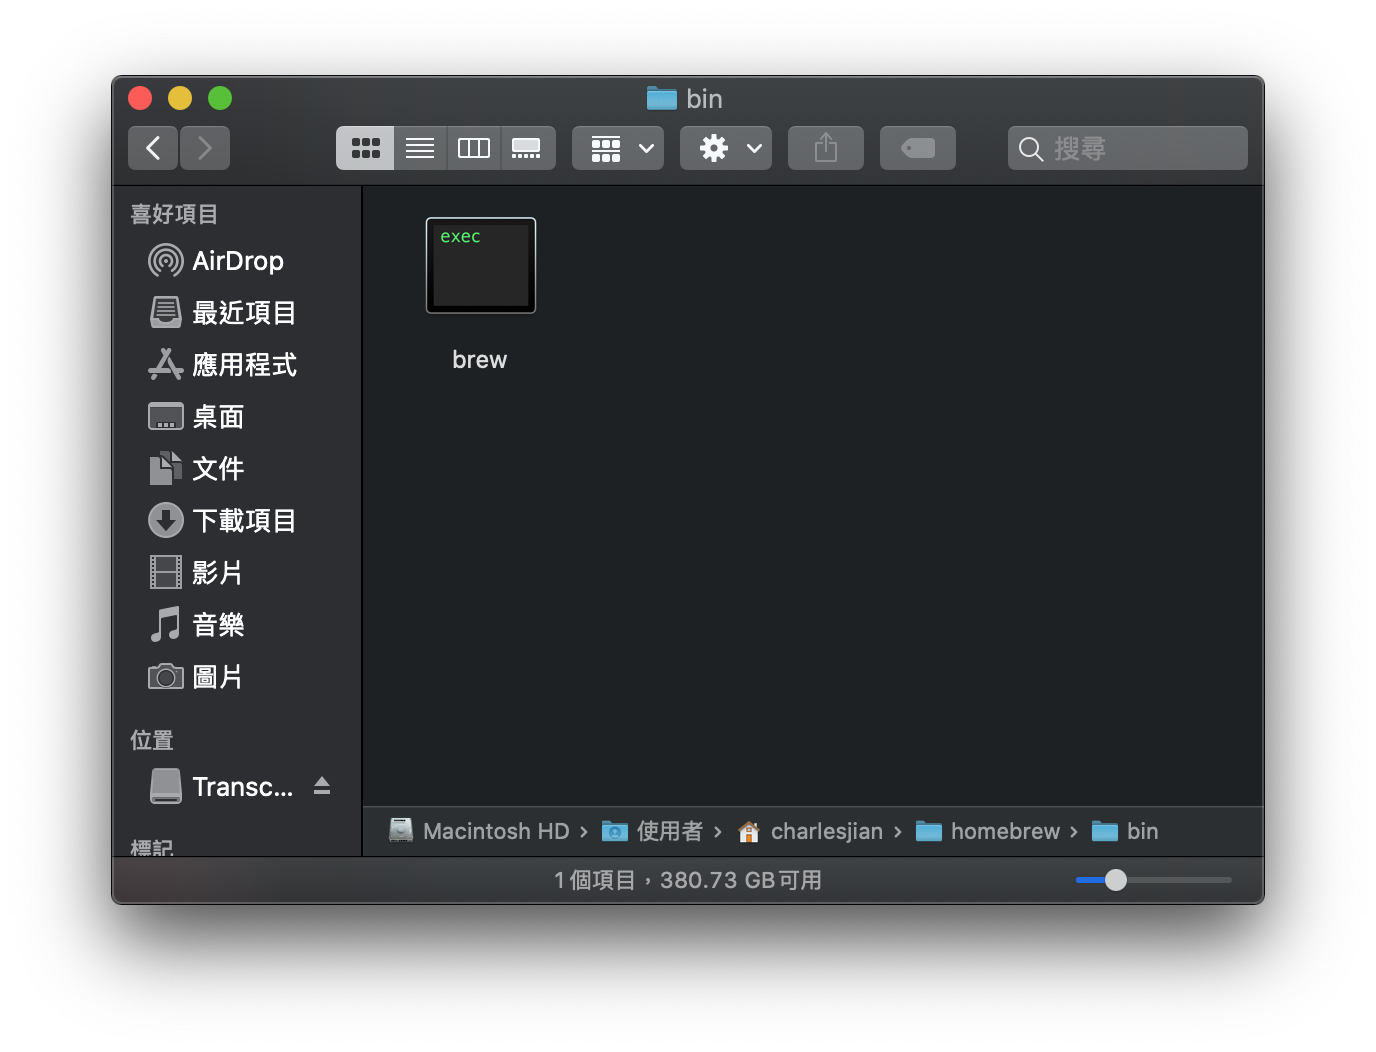 bin
搜尋
喜好項目
AirDrop
最近項目
應用程式
桌面
文件
下載項目
影片
音樂
圖片
位置
Transc...
標記
exec
brew
Macintosh HD › 使用者 › charlesjian › homebrew › bin
1 個項目，380.73 GB可用